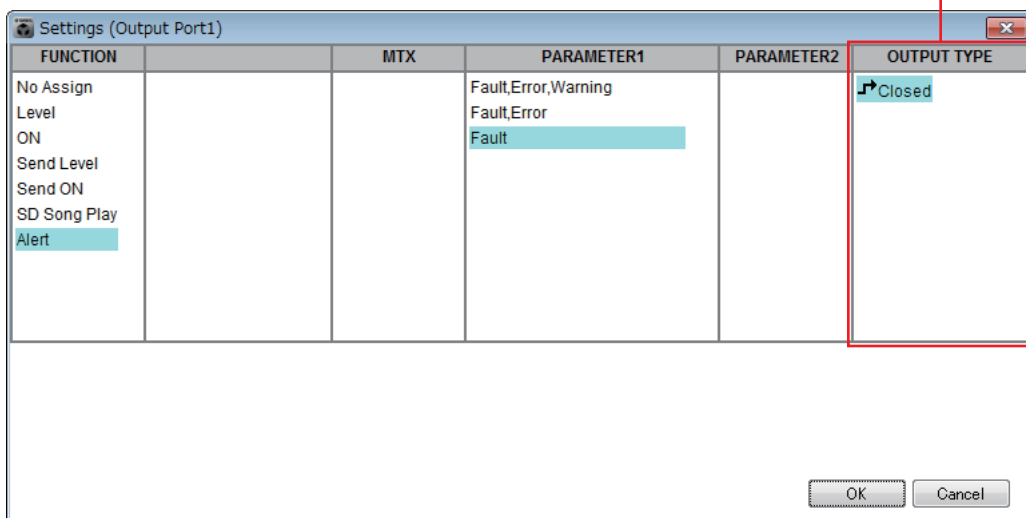 Settings (Output Port1)
FUNCTION MTX PARAMETER1 PARAMETER2 OUTPUT TYPE
No Assign Fault,Error,Warning Closed
Level Fault,Error
ON Fault
Send Level
Send ON
SD Song Play
Alert
OK Cancel